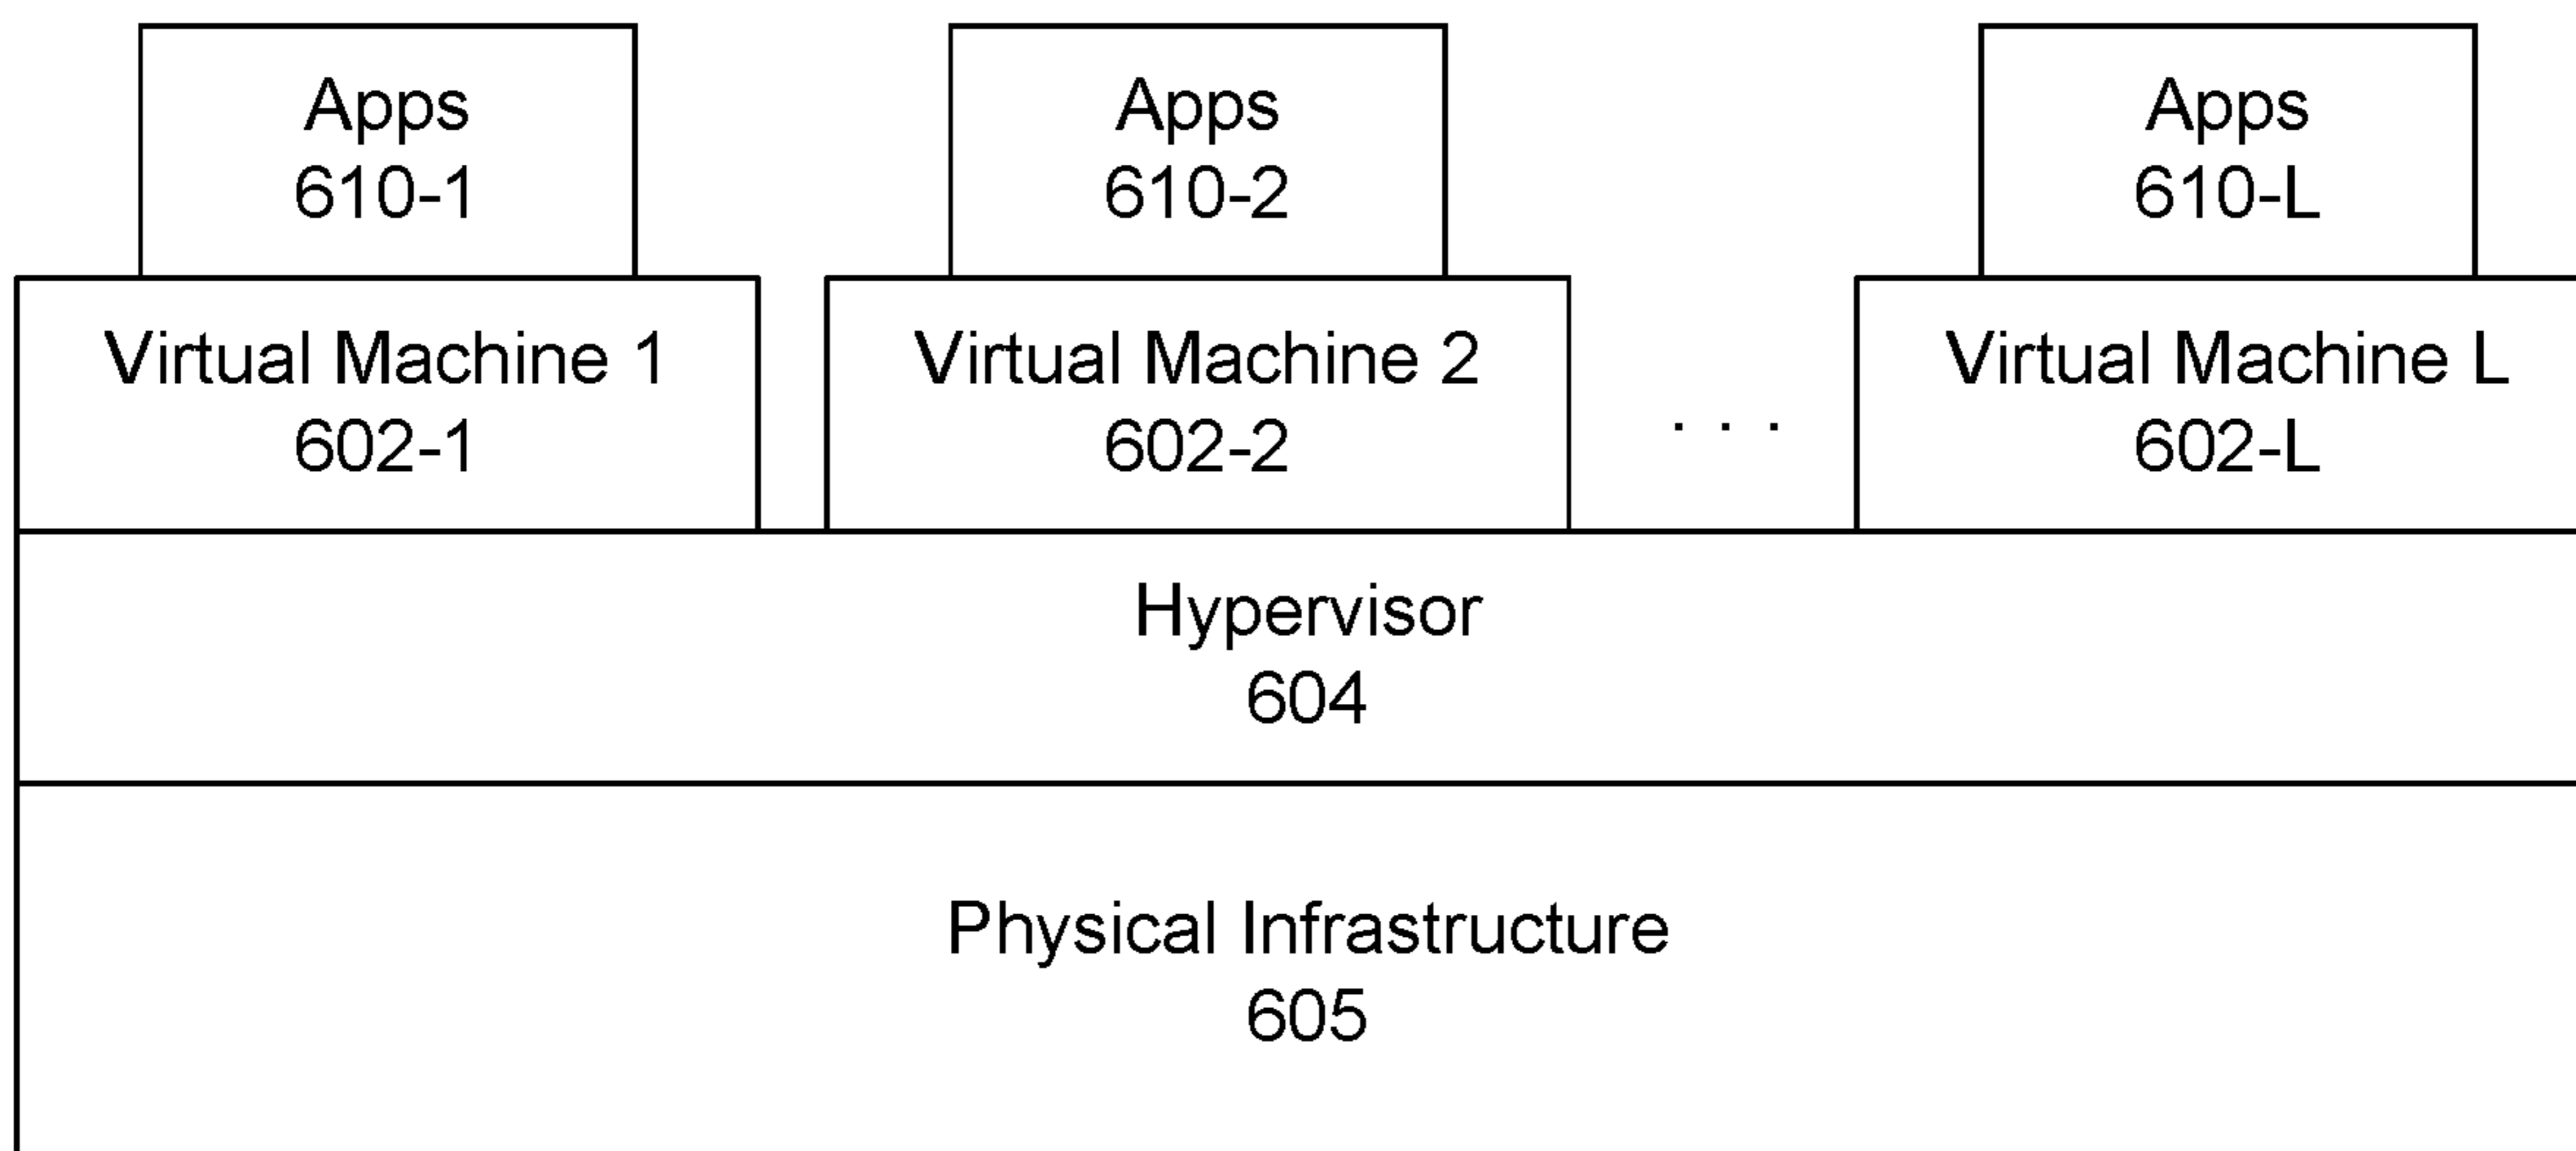 Apps
610-1
Apps
610-2
Apps
610-L
Virtual Machine 1
602-1
Virtual Machine 2
602-2
. . .
Virtual Machine L
602-L
Hypervisor
604
Physical Infrastructure
605